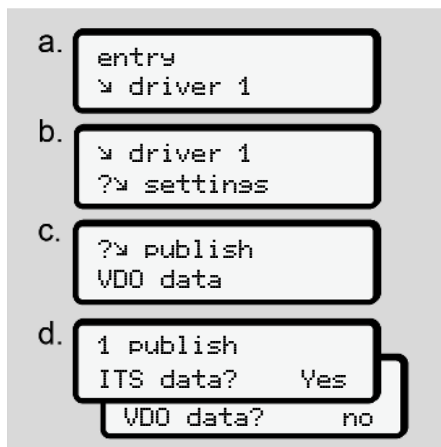 a.
entry
↘ driver 1
b.
↘ driver 1
?↘ settings
c.
?↘ publish
VDO data
d.
1 publish
ITS data? Yes
VDO data? no